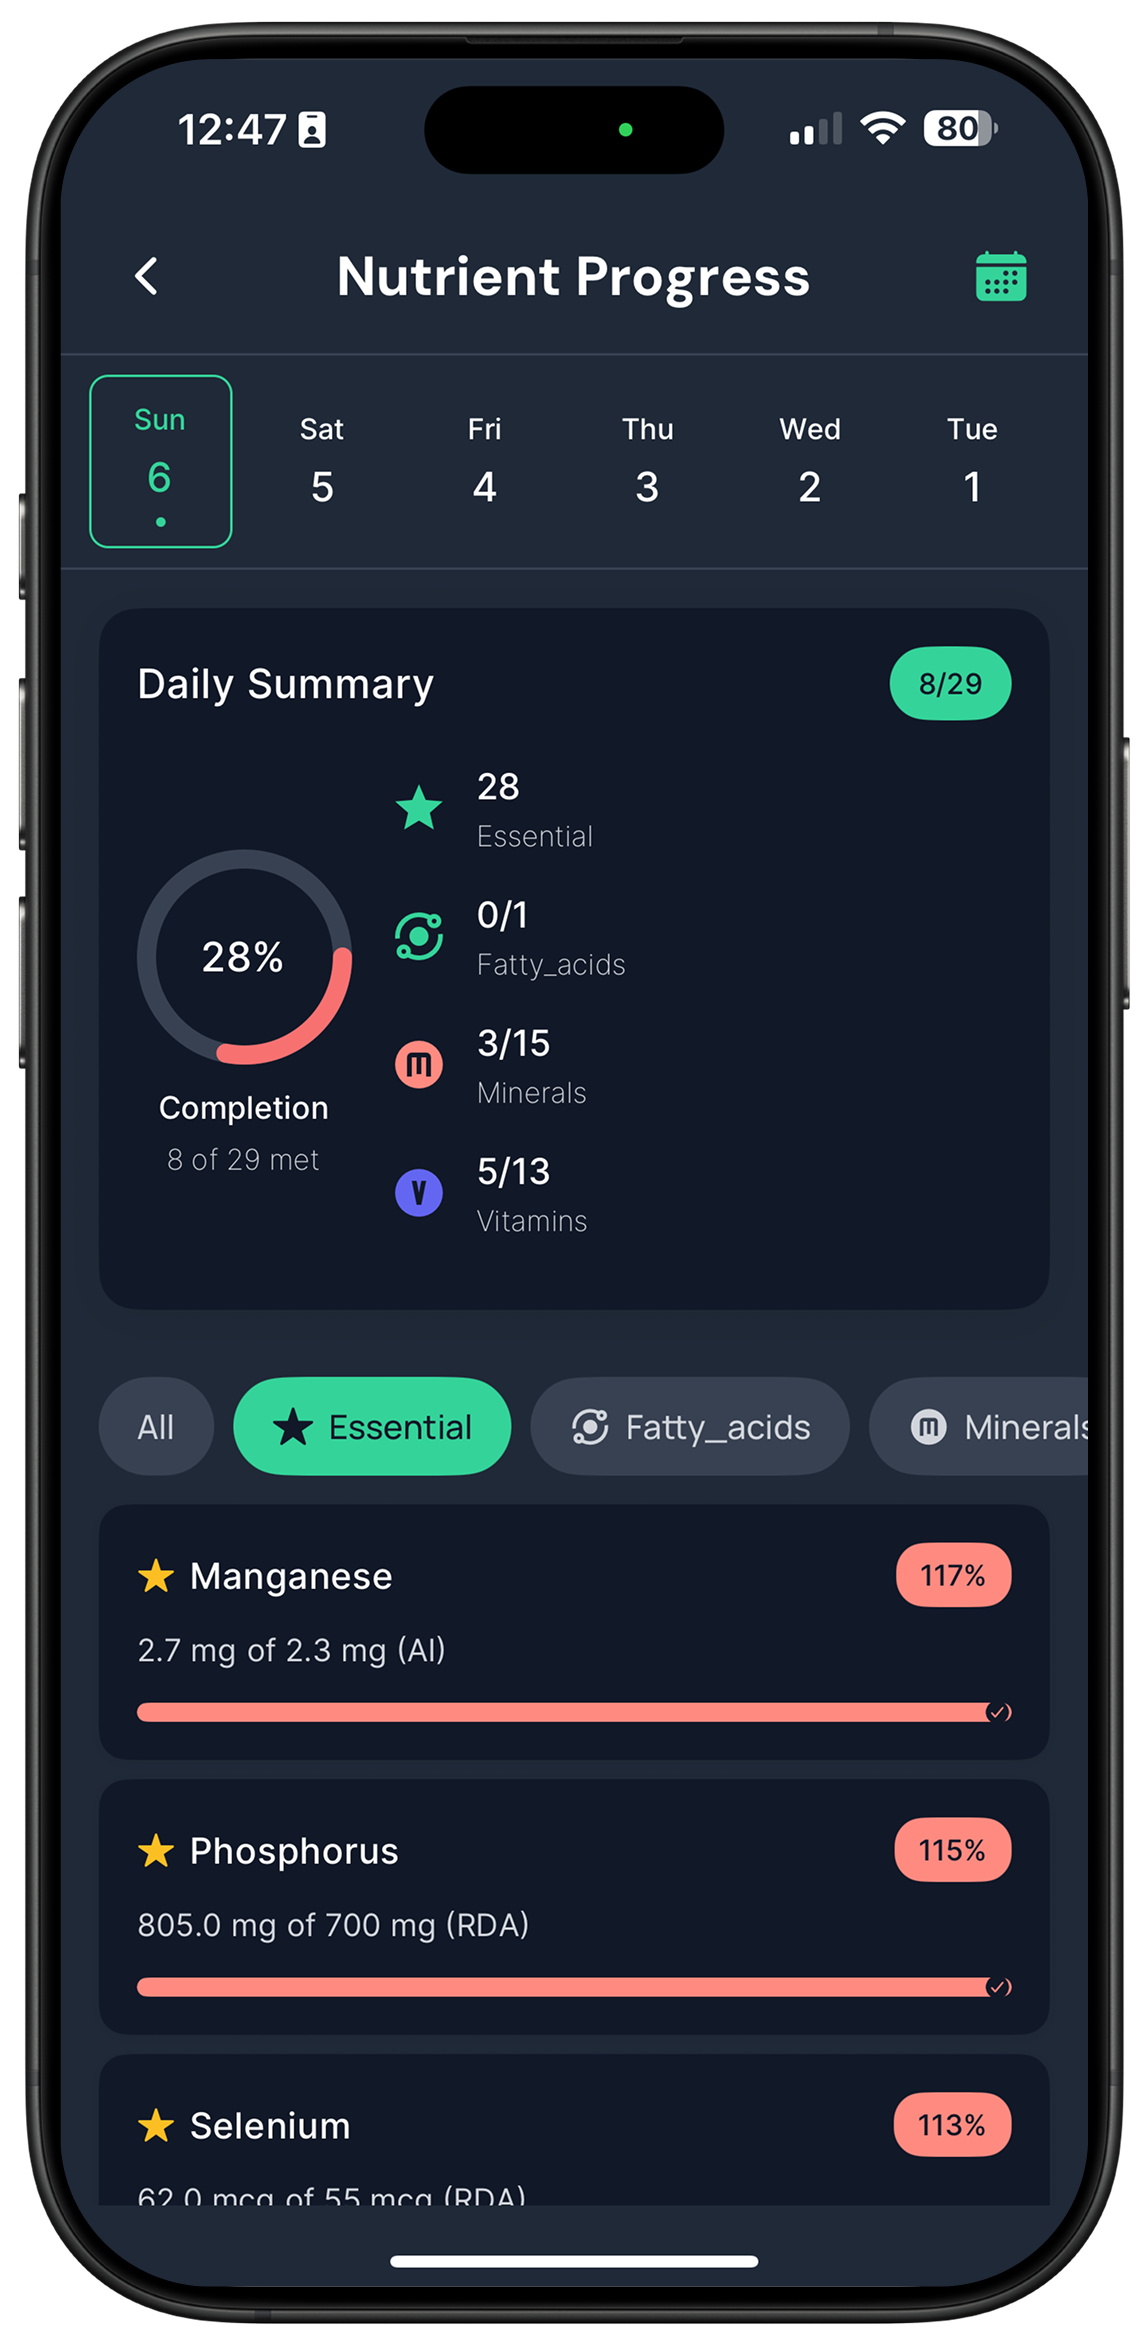 12:47
80
Nutrient Progress
Sun Sat Fri Thu Wed Tue
6 5 4 3 2 1
Daily Summary
8/29
28
Essential
0/1
Fatty_acids
28%
3/15
Minerals
Completion
8 of 29 met
5/13
Vitamins
All Essential Fatty_acids Minerals
Manganese
117%
2.7 mg of 2.3 mg (AI)
Phosphorus
115%
805.0 mg of 700 mg (RDA)
Selenium
113%
62.0 mcg of 55 mcg (RDA)